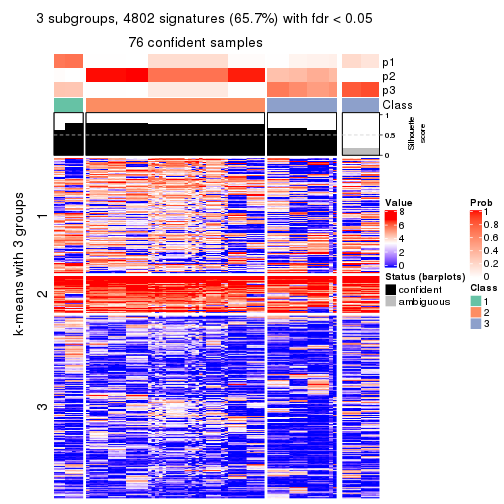 3 subgroups, 4802 signatures (65.7%) with fdr < 0.05
76 confident samples
p1
p2
p3
Class
1
0.5
0
Silhouette
score
k-means with 3 groups
1
2
3
Value
8
6
4
2
0
Status (barplots)
confident
ambiguous
Prob
1
0.8
0.6
0.4
0.2
0
Class
1
2
3